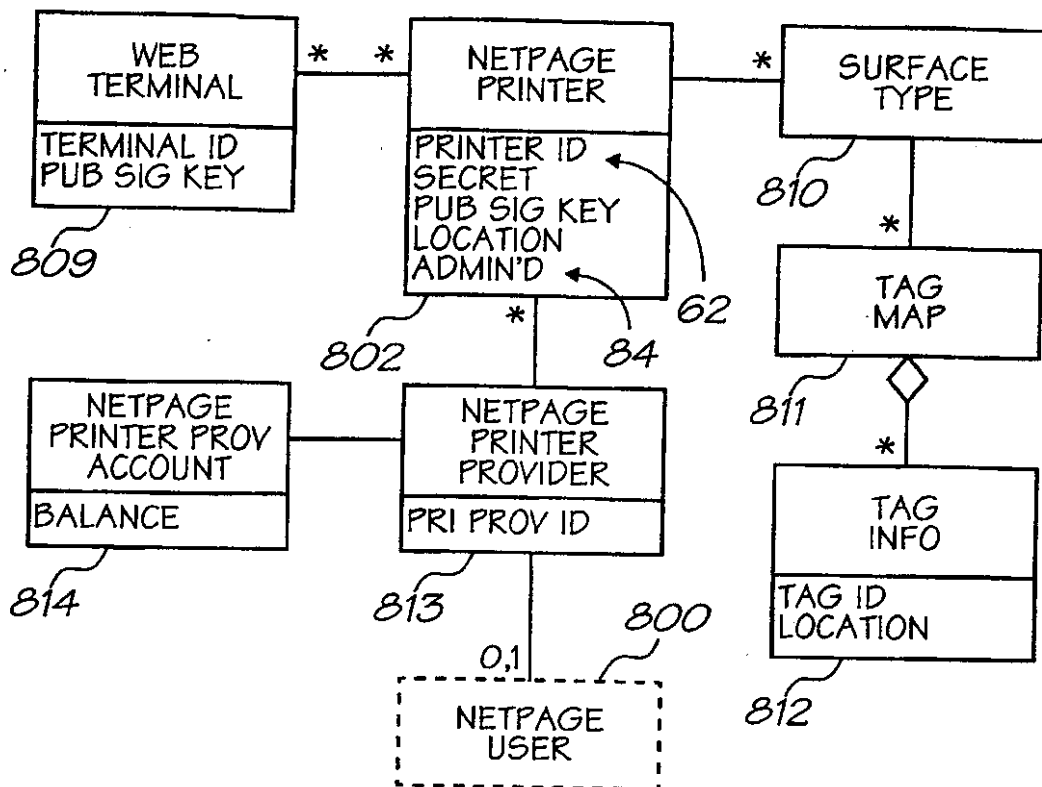 WEB
TERMINAL
TERMINAL ID
PUB SIG KEY
809
*
*
NETPAGE
PRINTER
PRINTER ID
SECRET
PUB SIG KEY
LOCATION
ADMIN'D
802
62
84
*
*
SURFACE
TYPE
810
*
TAG
MAP
811
*
TAG
INFO
TAG ID
LOCATION
812
NETPAGE
PRINTER PROV
ACCOUNT
BALANCE
814
NETPAGE
PRINTER
PROVIDER
PRI PROV ID
813
0,1
800
NETPAGE
USER